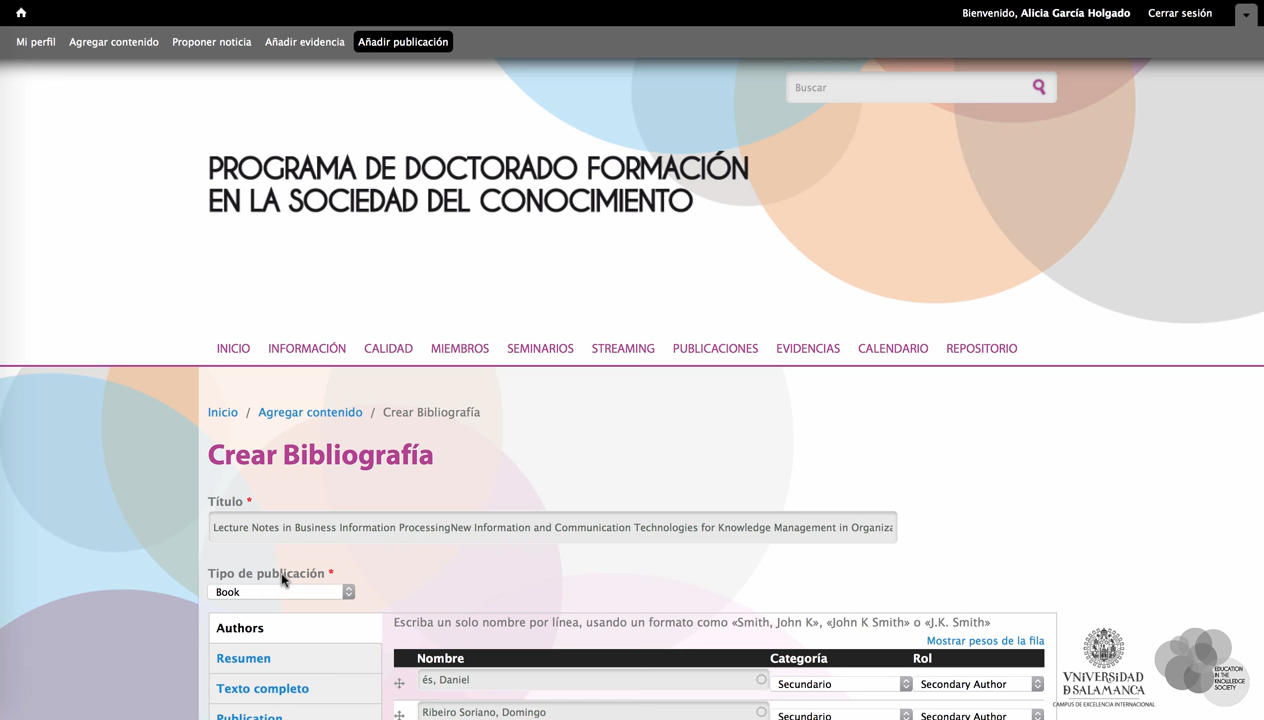 Bienvenido, Alicia García Holgado Cerrar sesión
Mi perfil Agregar contenido Proponer noticia Añadir evidencia Añadir publicación
Buscar
PROGRAMA DE DOCTORADO FORMACIÓN
EN LA SOCIEDAD DEL CONOCIMIENTO
INICIO INFORMACIÓN CALIDAD MIEMBROS SEMINARIOS STREAMING PUBLICACIONES EVIDENCIAS CALENDARIO REPOSITORIO
Inicio / Agregar contenido / Crear Bibliografía
Crear Bibliografía
Título *
Lecture Notes in Business Information ProcessingNew Information and Communication Technologies for Knowledge Management in Organiza
Tipo de publicación *
Book
Authors
Resumen
Texto completo
Publication
Escriba un solo nombre por línea, usando un formato como «Smith, John K», «John K Smith» o «J.K. Smith»
Mostrar pesos de la fila
Nombre Categoría Rol
és, Daniel Secundario Secondary Author
Ribeiro Soriano, Domingo Secundario Secondary Author
VNIVERSIDAD
D SALAMANCA
CAMPUS DE EXCELENCIA INTERNACIONAL
EDUCATION
IN THE
KNOWLEDGE
SOCIETY